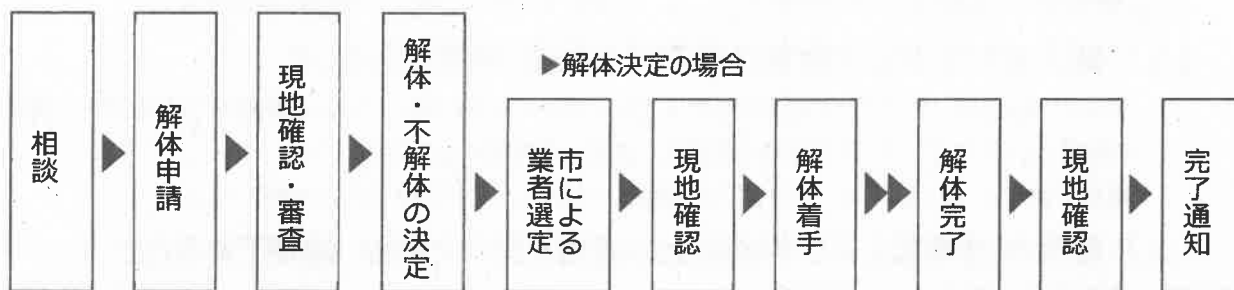 相談
解体申請
現地確認・審査
解体・不解体の決定
▶解体決定の場合
市による
業者選定
現地確認
解体着手
解体完了
現地確認
完了通知